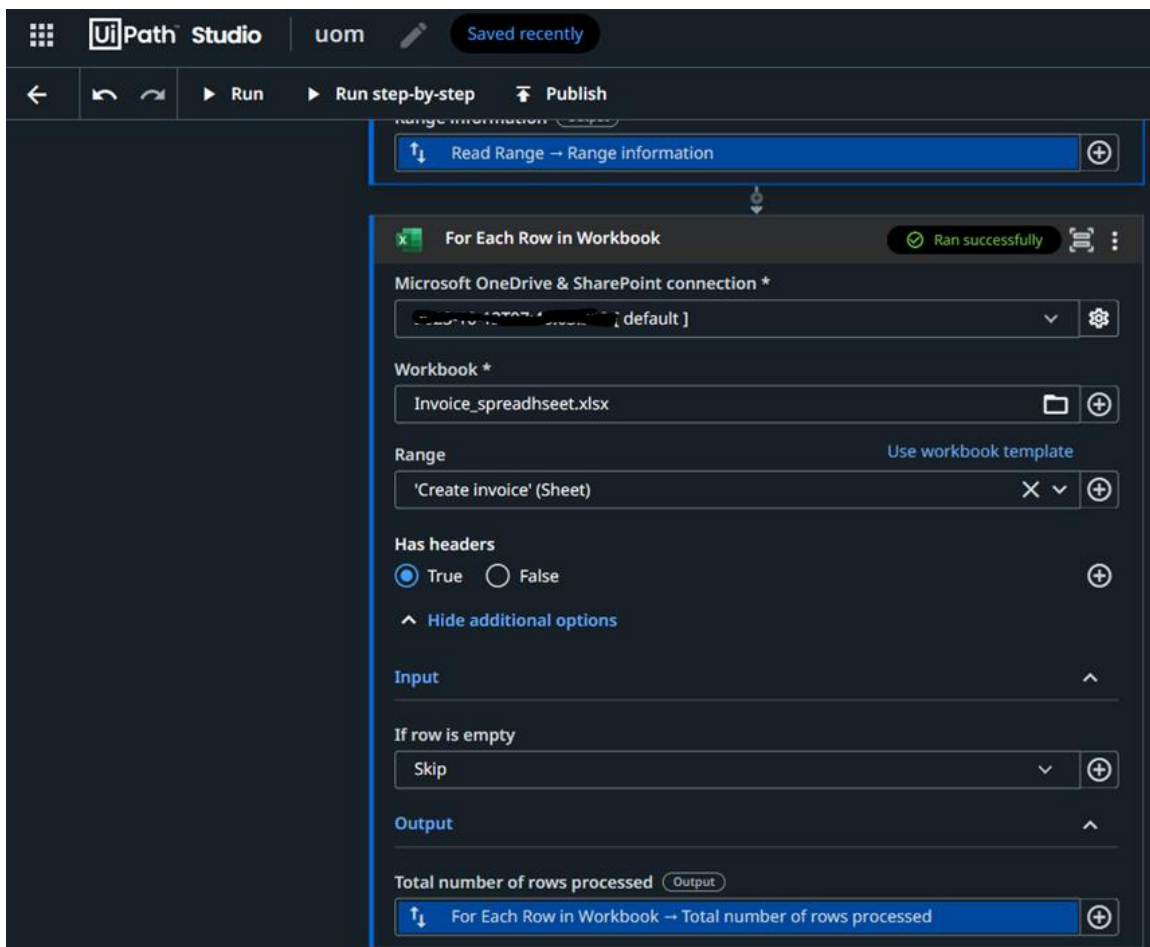 UiPath Studio uom Saved recently
Run Run step-by-step Publish
Range information Output
Read Range → Range information
For Each Row in Workbook Ran successfully
Microsoft OneDrive & SharePoint connection *
[ default ]
Workbook *
Invoice_spreadhseet.xlsx
Range Use workbook template
'Create invoice' (Sheet)
Has headers
True False
Hide additional options
Input
If row is empty
Skip
Output
Total number of rows processed Output
For Each Row in Workbook → Total number of rows processed